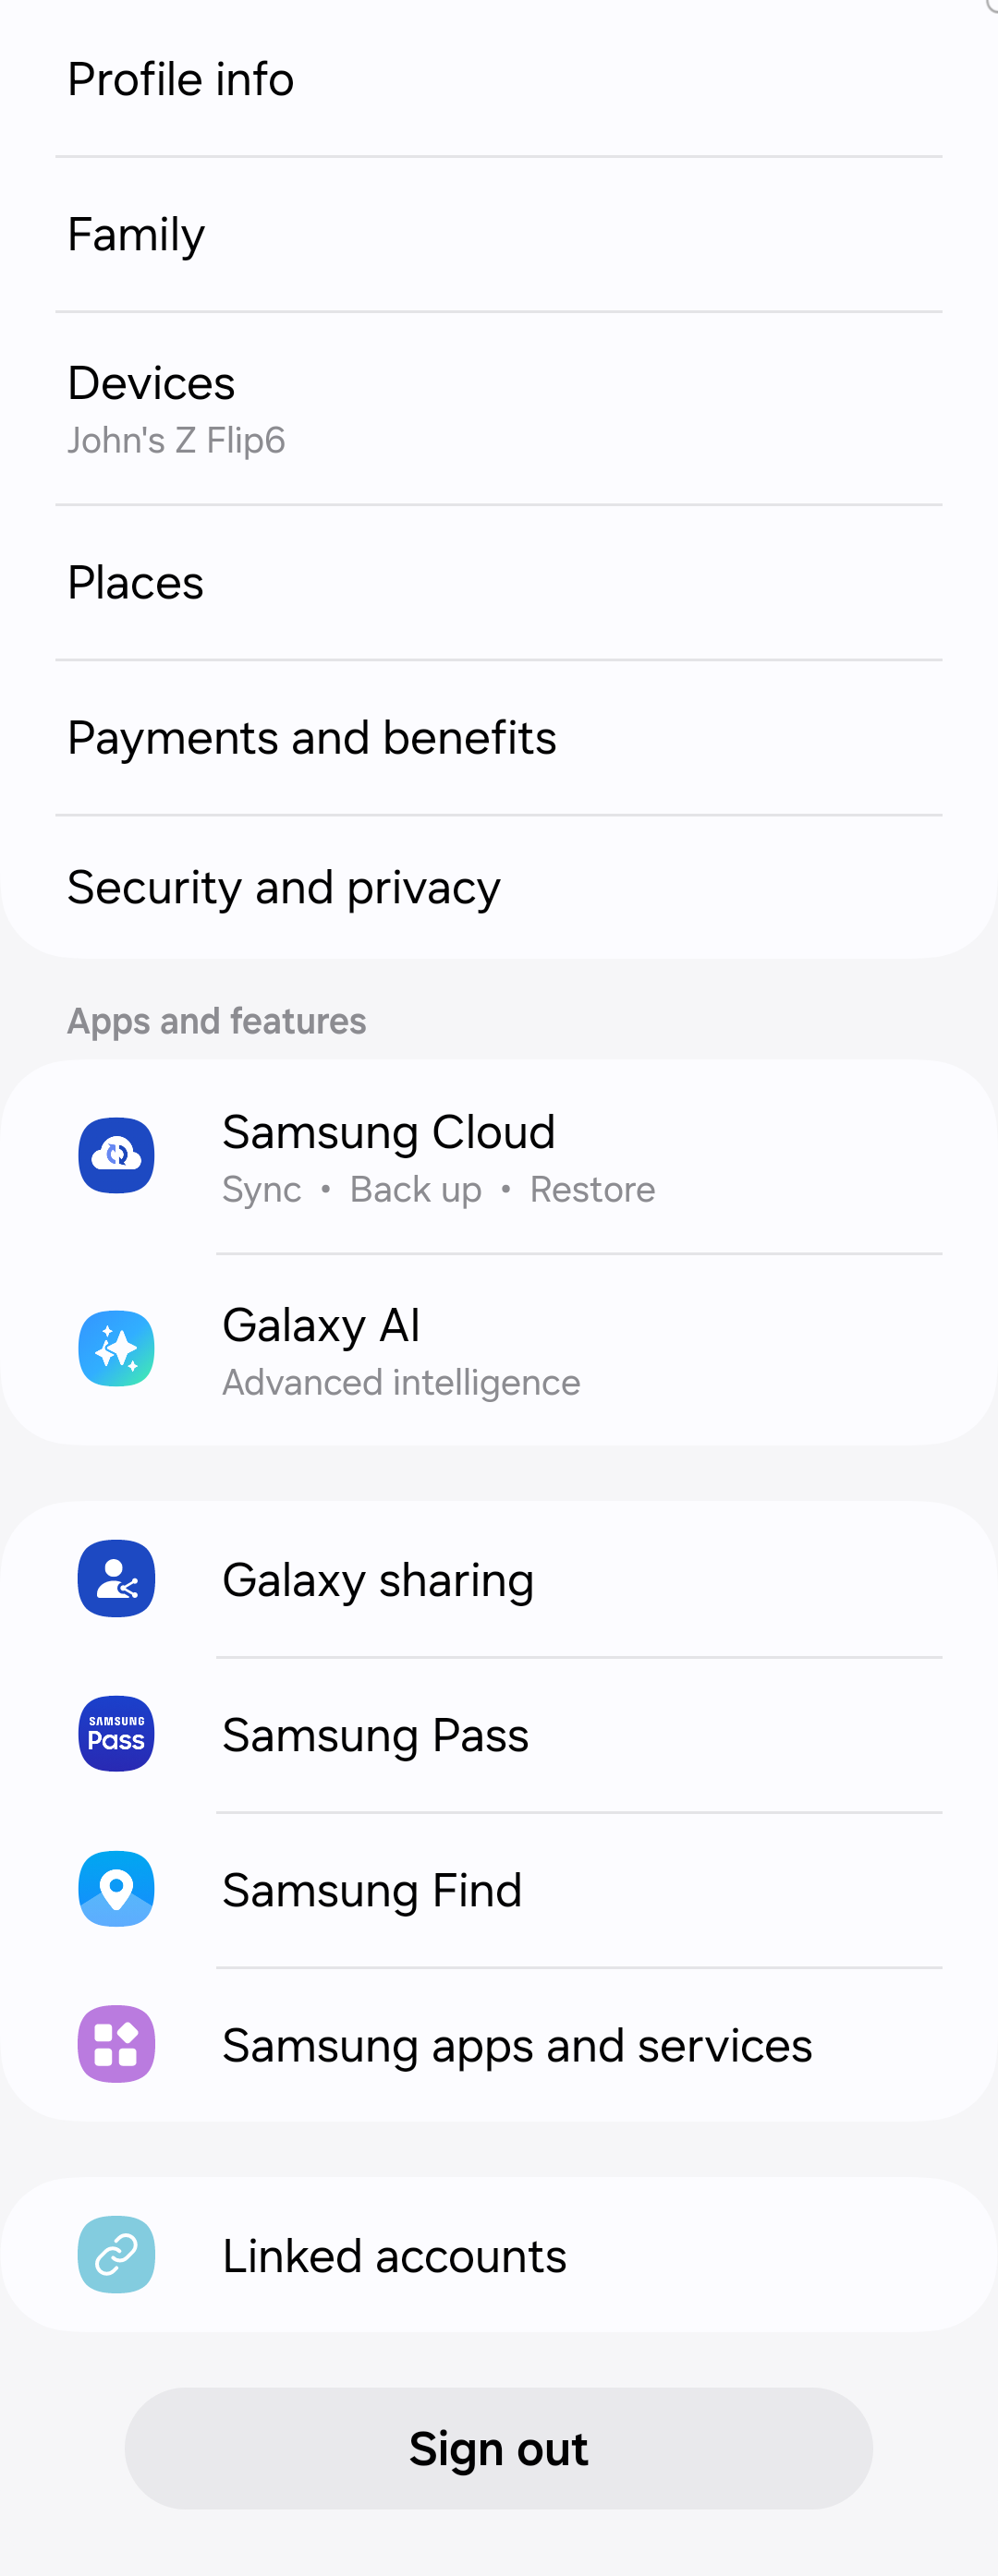 Profile info
Family
Devices
John's Z Flip6
Places
Payments and benefits
Security and privacy
Apps and features
Samsung Cloud
Sync • Back up • Restore
Galaxy AI
Advanced intelligence
Galaxy sharing
SAMSUNG
Pass
Samsung Pass
Samsung Find
Samsung apps and services
Linked accounts
Sign out